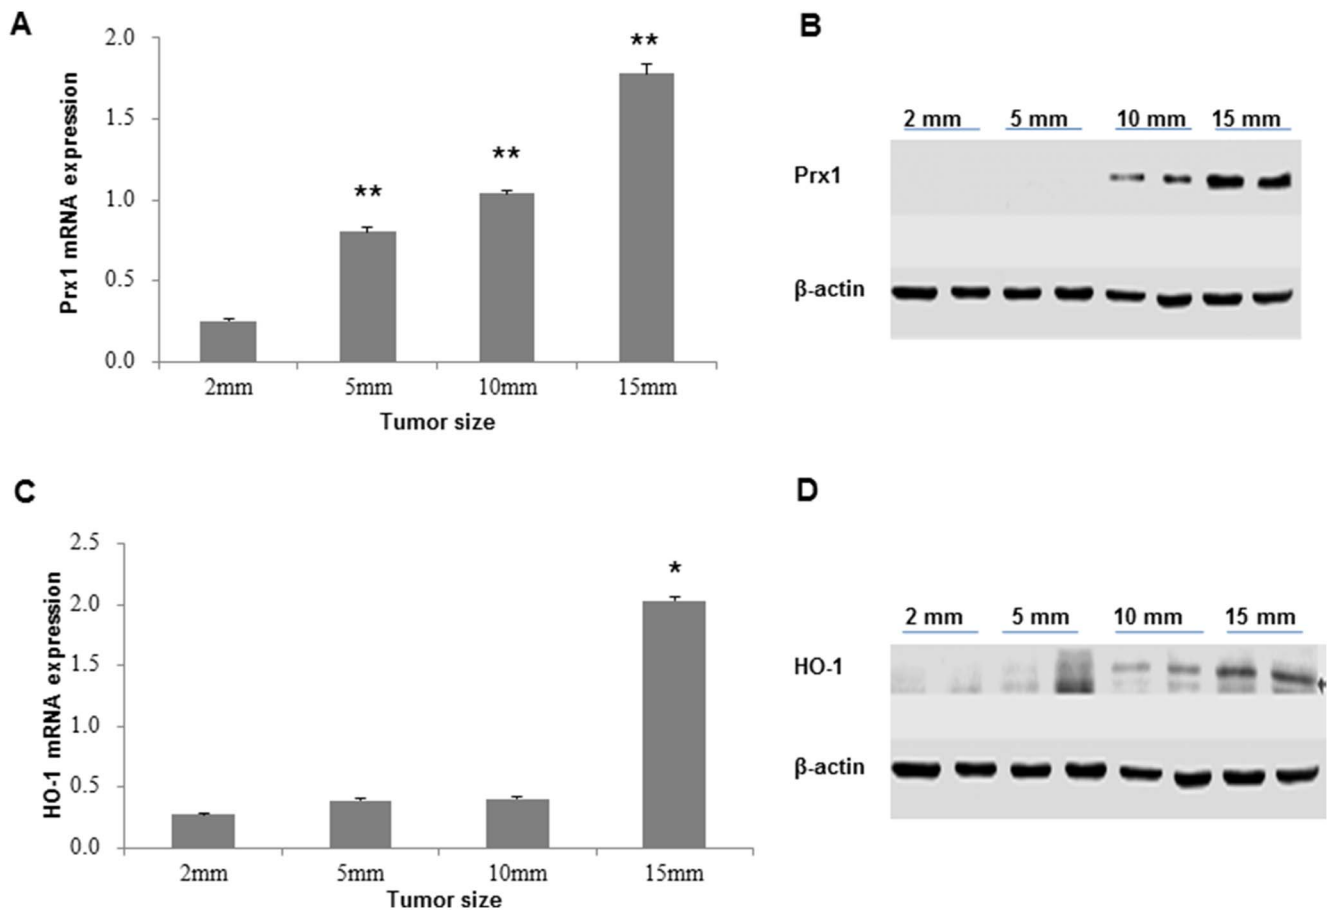 A
Prx1 mRNA expression
2.0
1.5
1.0
0.5
0.0
**
**
**
2mm 5mm 10mm 15mm
Tumor size
B
2 mm 5 mm 10 mm 15 mm
Prx1
β-actin
C
HO-1 mRNA expression
2.5
2.0
1.5
1.0
0.5
0.0
*
2mm 5mm 10mm 15mm
Tumor size
D
2 mm 5 mm 10 mm 15 mm
HO-1
β-actin